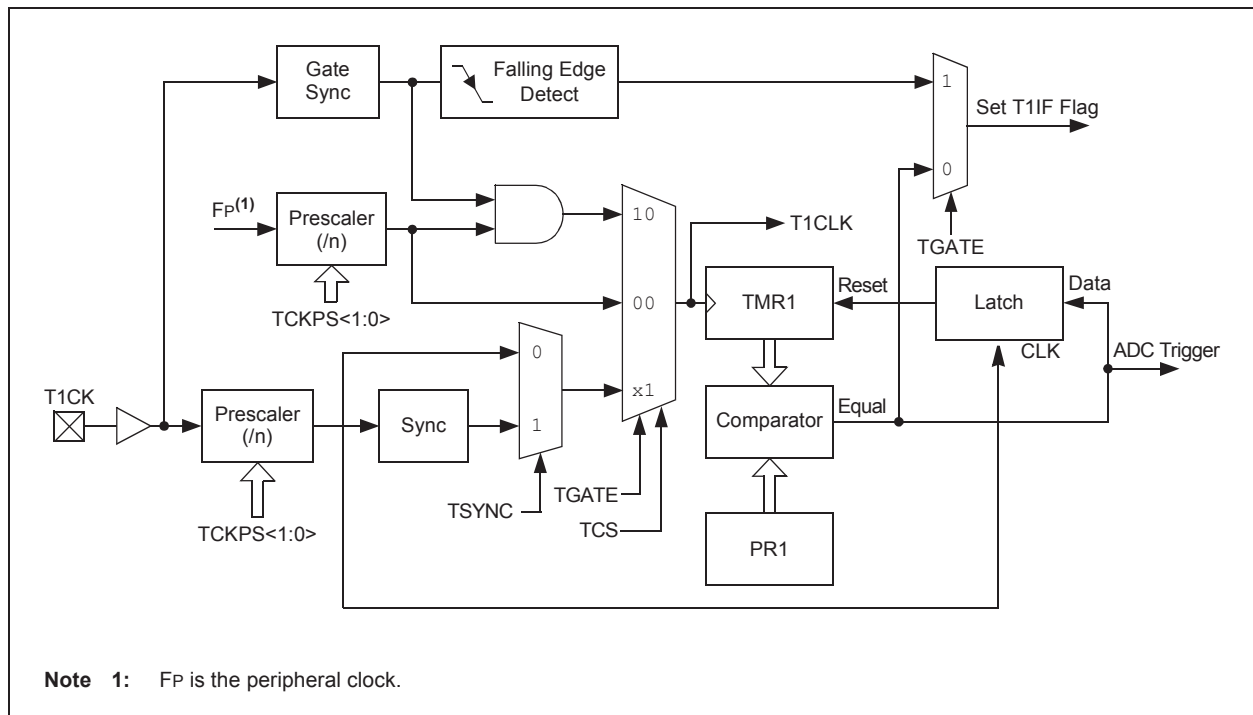 Gate
Sync
Falling Edge
Detect
1
Set T1IF Flag
0
TGATE
FP(1)
Prescaler
(/n)
TCKPS<1:0>
10
00
x1
T1CLK
TMR1
Reset
Latch
Data
CLK
ADC Trigger
T1CK
Prescaler
(/n)
TCKPS<1:0>
Sync
0
1
TSYNC
TGATE
TCS
Comparator
Equal
PR1
Note 1: FP is the peripheral clock.